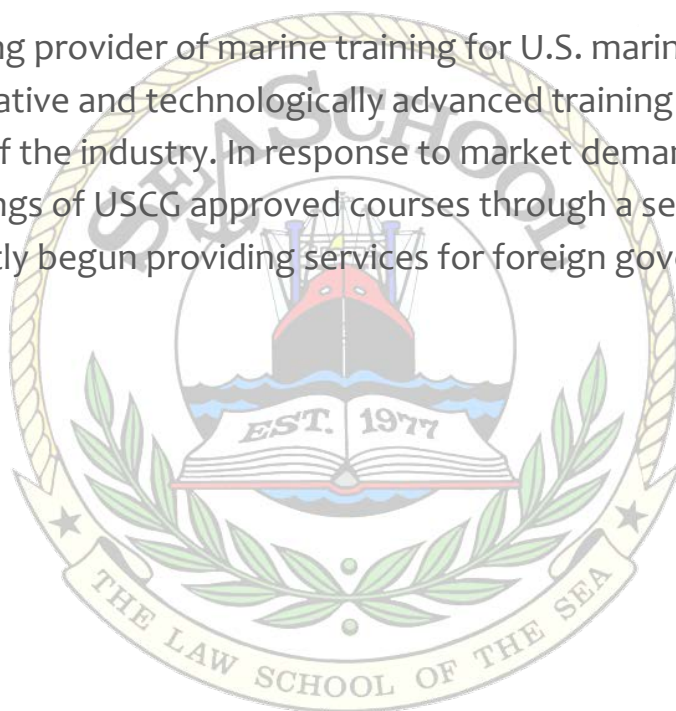 ng provider of marine training for U.S. marin
ative and technologically advanced training
f the industry. In response to market deman
ngs of USCG approved courses through a se
tly begun providing services for foreign gove
SEA SCHOOL
EST. 1977
THE LAW SCHOOL OF THE SEA